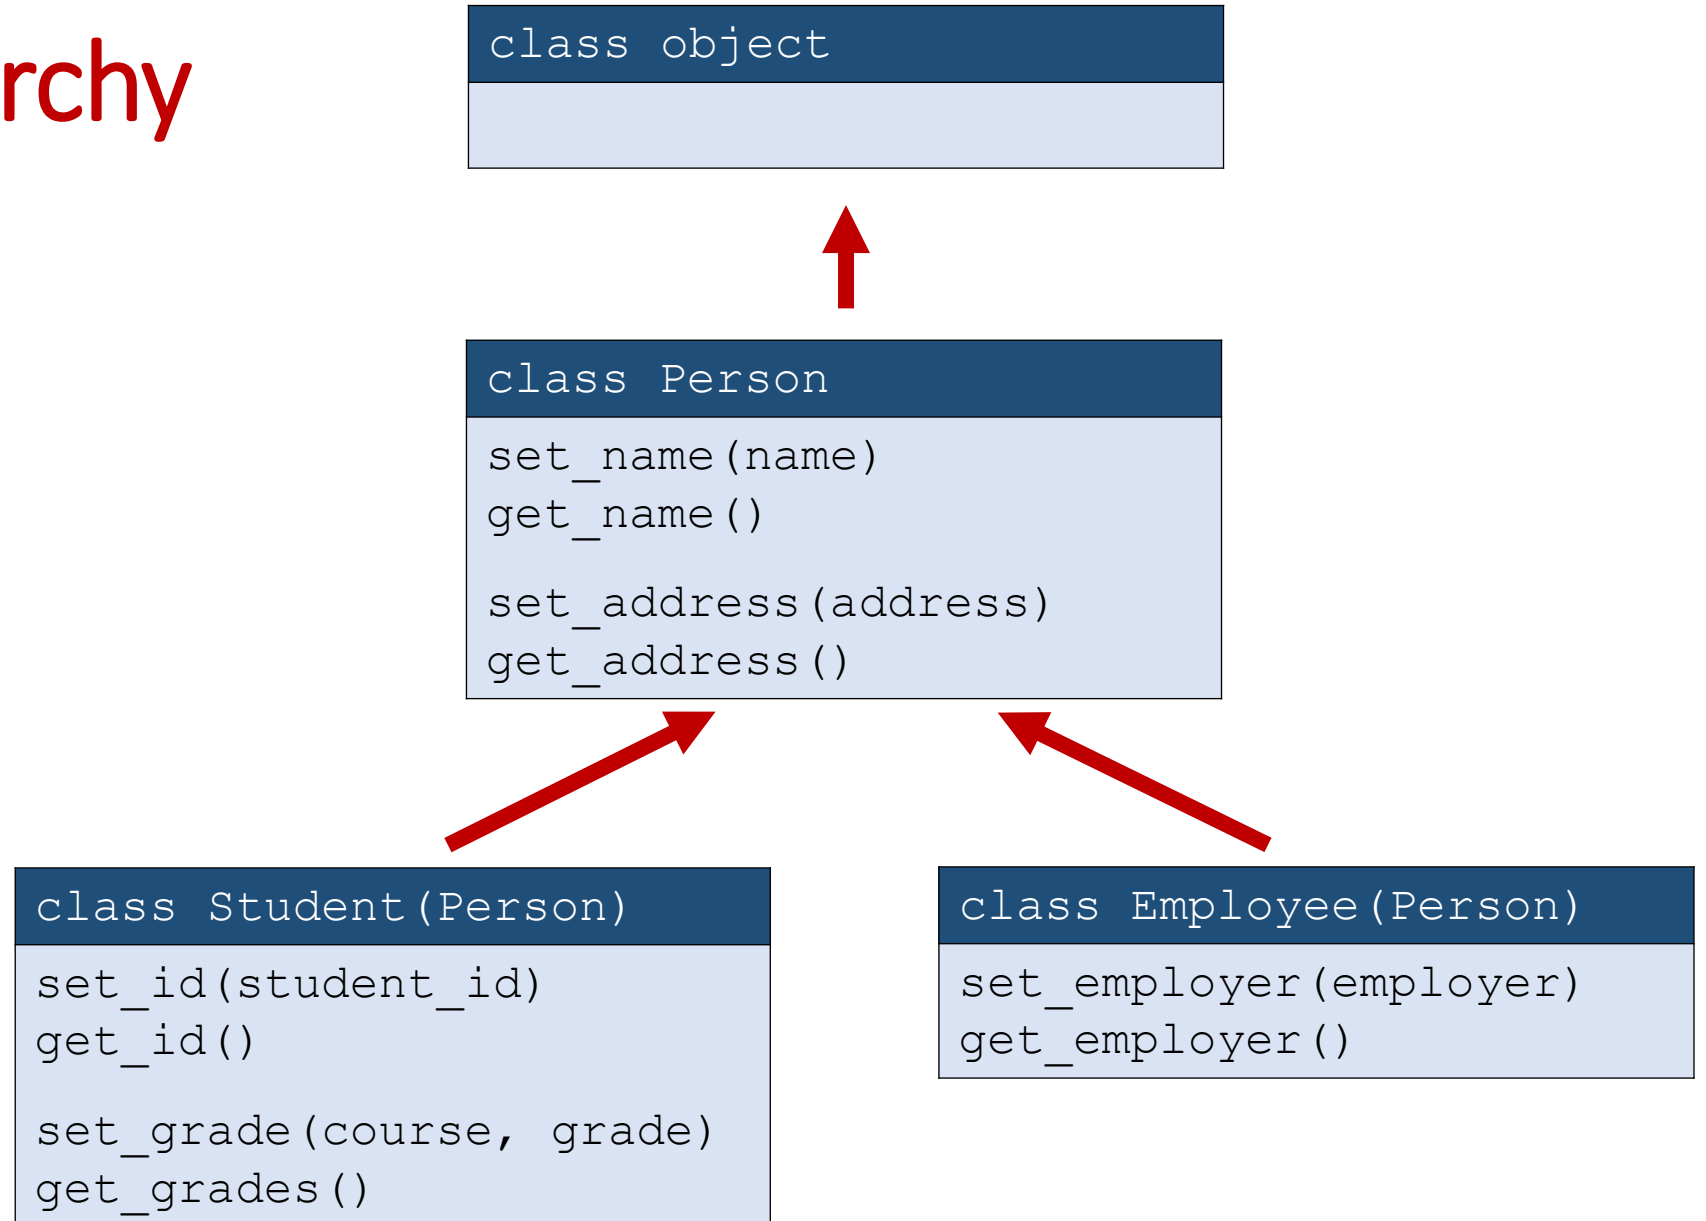 rchy
class object
class Person
set_name(name)
get_name()
set_address(address)
get_address()
class Student(Person)
set_id(student_id)
get_id()
set_grade(course, grade)
get_grades()
class Employee(Person)
set_employer(employer)
get_employer()